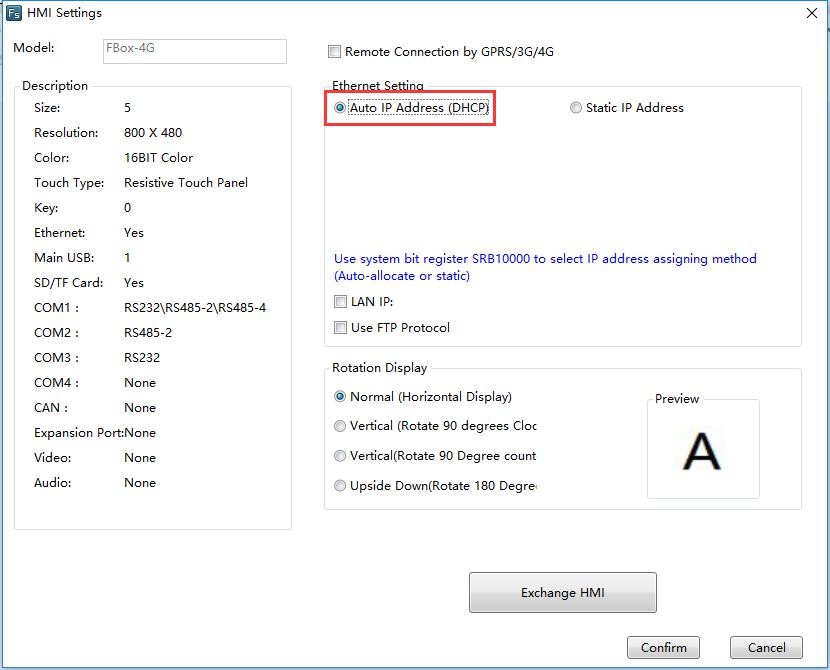 Fs HMI Settings
Model: FBox-4G
Remote Connection by GPRS/3G/4G
Description
Size: 5
Resolution: 800 X 480
Color: 16BIT Color
Touch Type: Resistive Touch Panel
Key: 0
Ethernet: Yes
Main USB: 1
SD/TF Card: Yes
COM1 : RS232\RS485-2\RS485-4
COM2 : RS485-2
COM3 : RS232
COM4 : None
CAN : None
Expansion Port:None
Video: None
Audio: None
Ethernet Setting
Auto IP Address (DHCP)
Static IP Address
Use system bit register SRB10000 to select IP address assigning method
(Auto-allocate or static)
LAN IP:
Use FTP Protocol
Rotation Display
Normal (Horizontal Display)
Vertical (Rotate 90 degrees Cloc
Vertical(Rotate 90 Degree count
Upside Down(Rotate 180 Degre
Preview
A
Exchange HMI
Confirm
Cancel